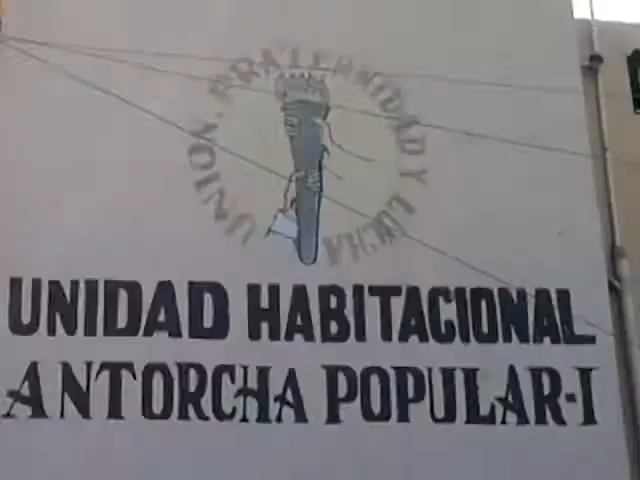 UNION, FRATERNIDAD Y LUCHA
UNIDAD HABITACIONAL
ANTORCHA POPULAR-I